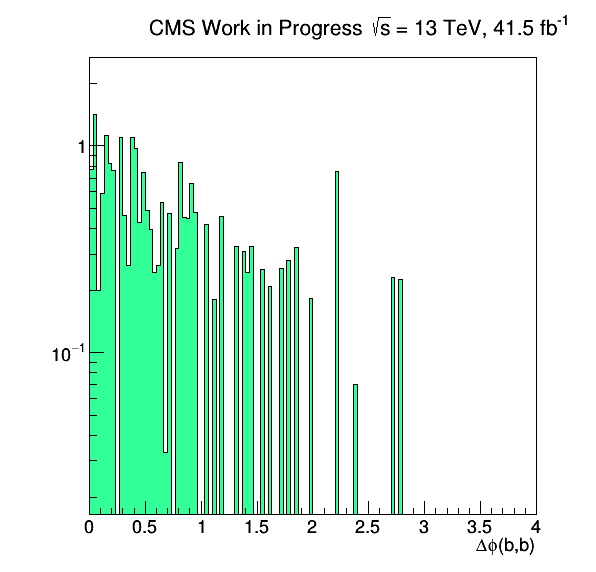 CMS Work in Progress √s = 13 TeV, 41.5 fb⁻¹
1
10⁻¹
0 0.5 1 1.5 2 2.5 3 3.5 4
Δϕ(b,b)